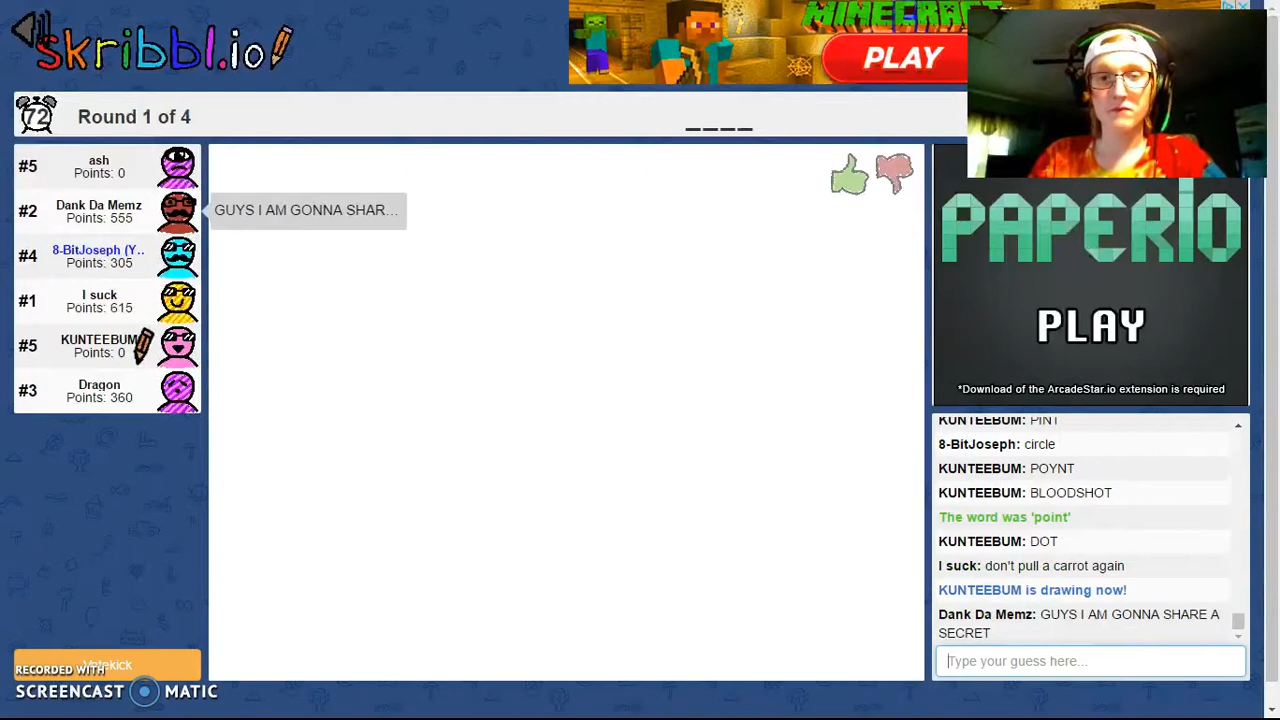 skribbl.io
MINECRAFT
PLAY
72
Round 1 of 4
____
#5
ash
Points: 0
#2
Dank Da Memz
Points: 555
GUYS I AM GONNA SHAR...
#4
8-BitJoseph (Y..
Points: 305
#1
I suck
Points: 615
#5
KUNTEEBUM
Points: 0
#3
Dragon
Points: 360
PAPERIO
PLAY
*Download of the ArcadeStar.io extension is required
KUNTEEBUM: PINT
8-BitJoseph: circle
KUNTEEBUM: POYNT
KUNTEEBUM: BLOODSHOT
The word was 'point'
KUNTEEBUM: DOT
I suck: don't pull a carrot again
KUNTEEBUM is drawing now!
Dank Da Memz: GUYS I AM GONNA SHARE A
SECRET
Type your guess here...
Votekick
RECORDED WITH
SCREENCAST MATIC